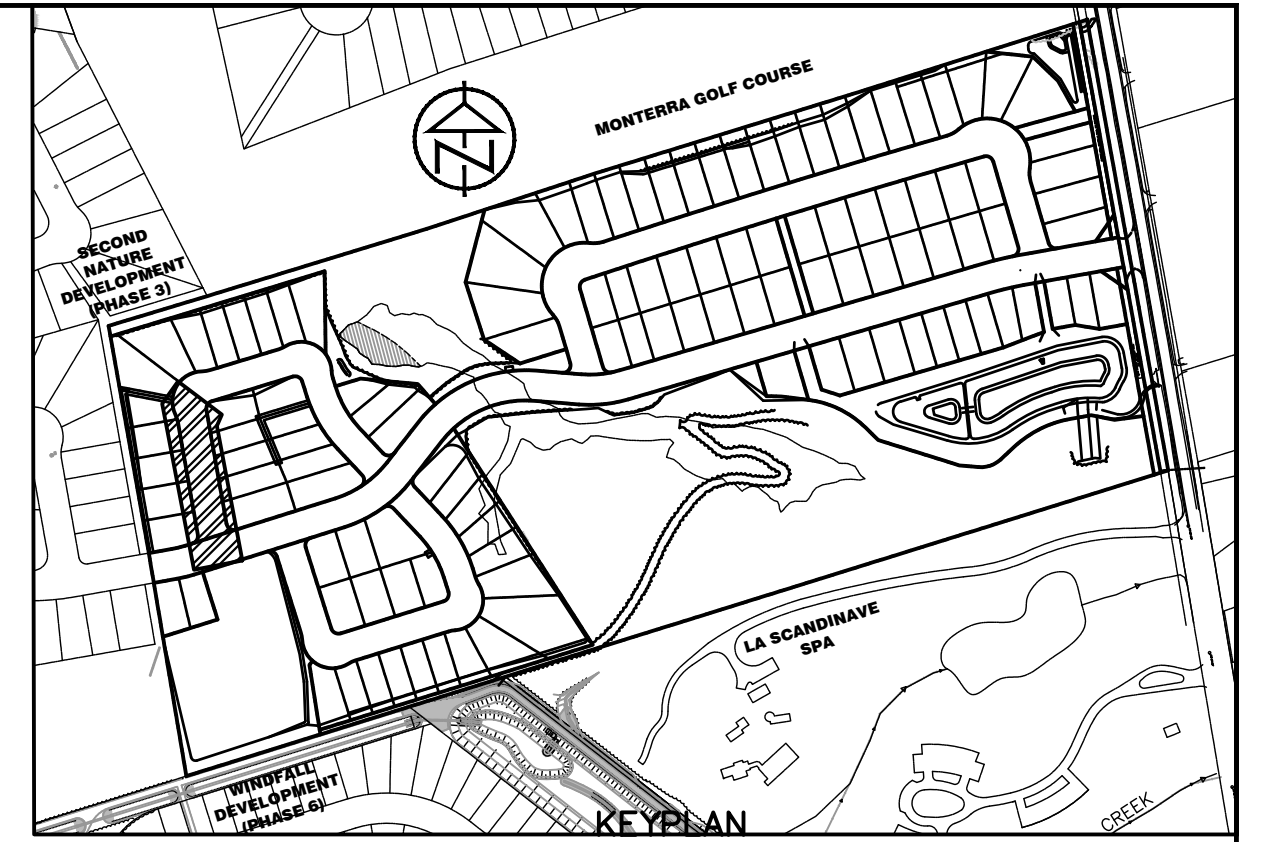 MONTERRA GOLF COURSE
N
SECOND
NATURE
DEVELOPMENT
(PHASE 3)
LA SCANDINAVE
SPA
WINDFALL
DEVELOPMENT
(PHASE 6)
KEYPLAN
CREEK